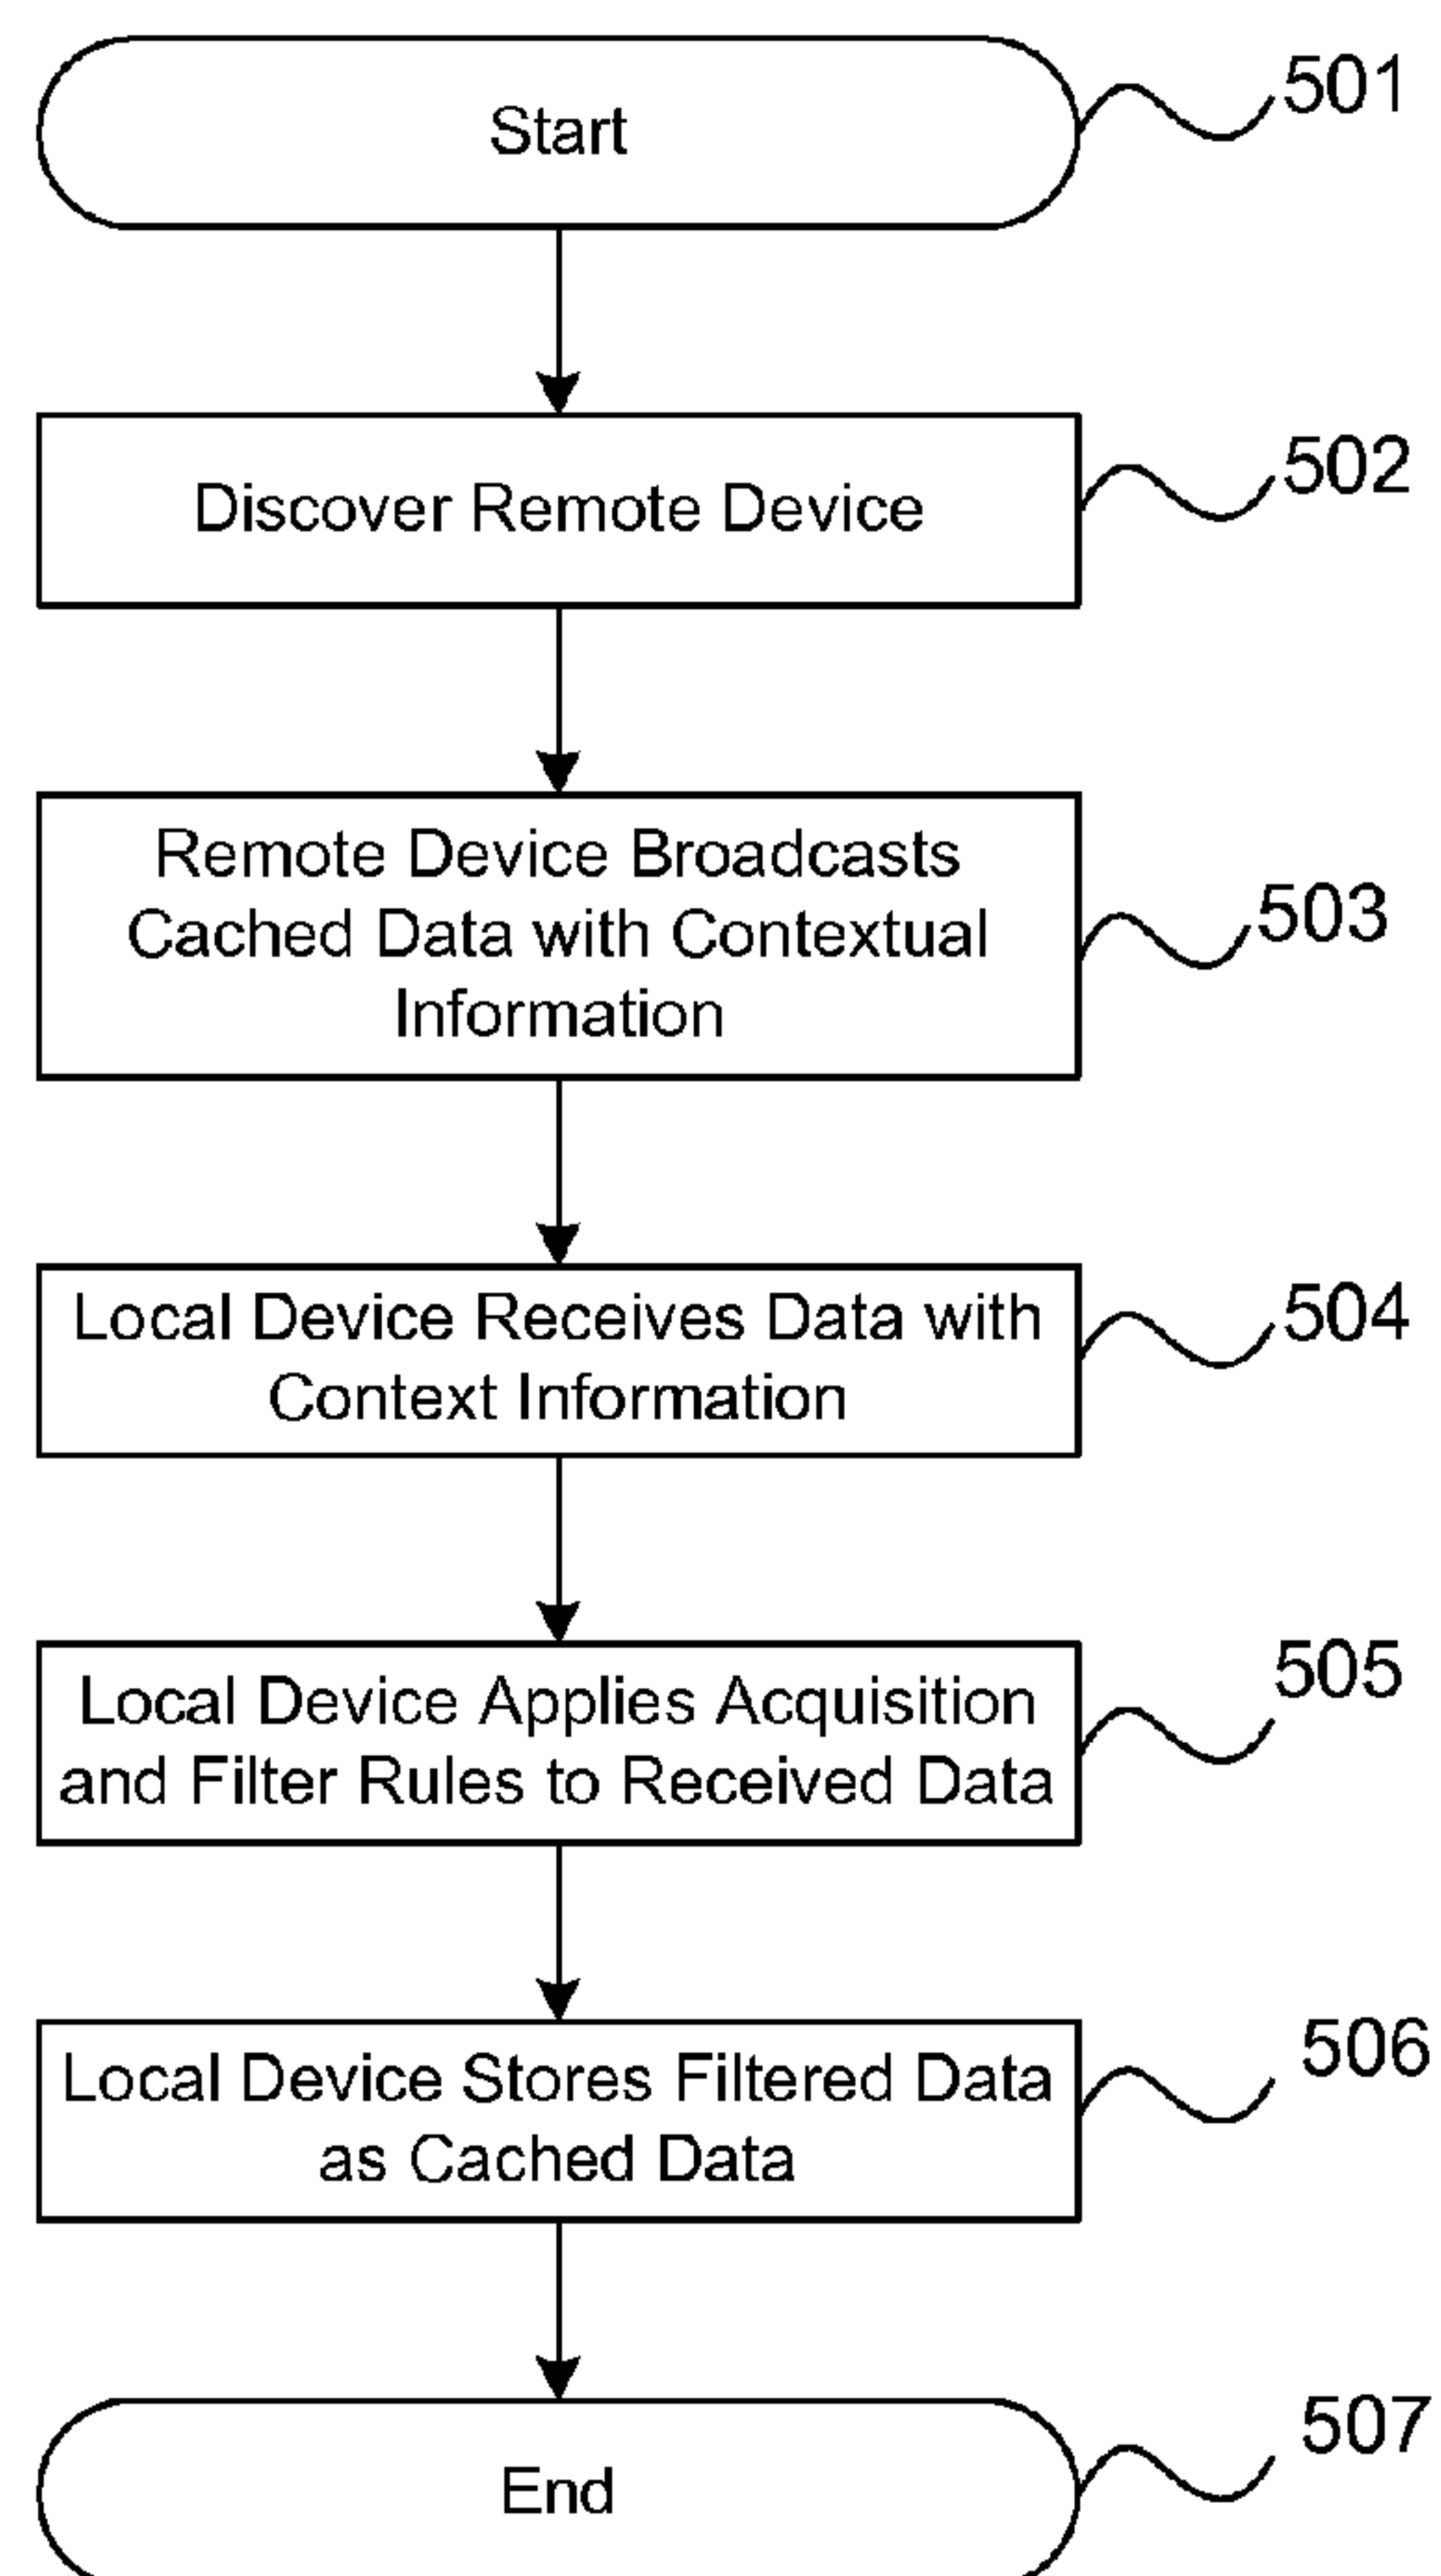 Start
501
Discover Remote Device
502
Remote Device Broadcasts
Cached Data with Contextual
Information
503
Local Device Receives Data with
Context Information
504
Local Device Applies Acquisition
and Filter Rules to Received Data
505
Local Device Stores Filtered Data
as Cached Data
506
End
507